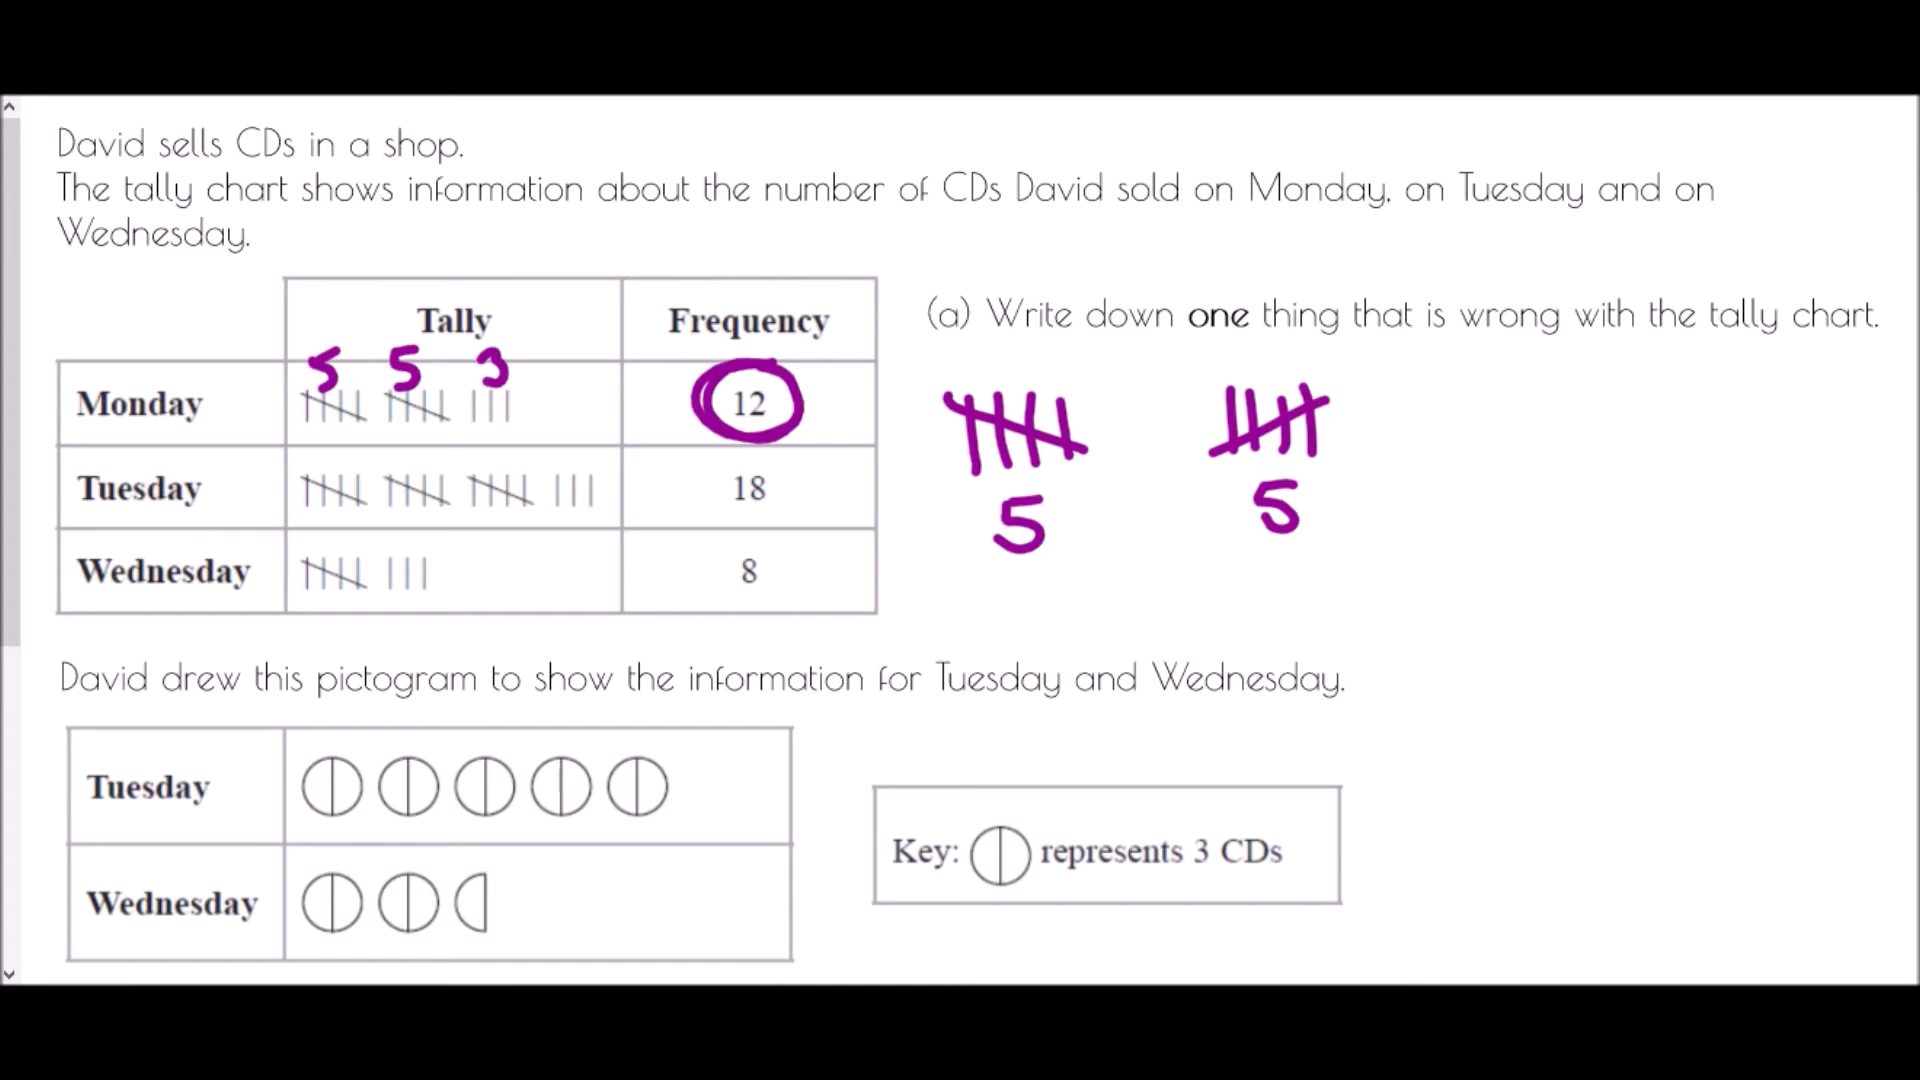 David sells CDs in a shop.
The tally chart shows information about the number of CDs David sold on Monday, on Tuesday and on
Wednesday.
Tally Frequency
5 5 3
Monday 12
Tuesday 18
Wednesday 8
(a) Write down one thing that is wrong with the tally chart.
5 5
David drew this pictogram to show the information for Tuesday and Wednesday.
Tuesday
Wednesday
Key: represents 3 CDs